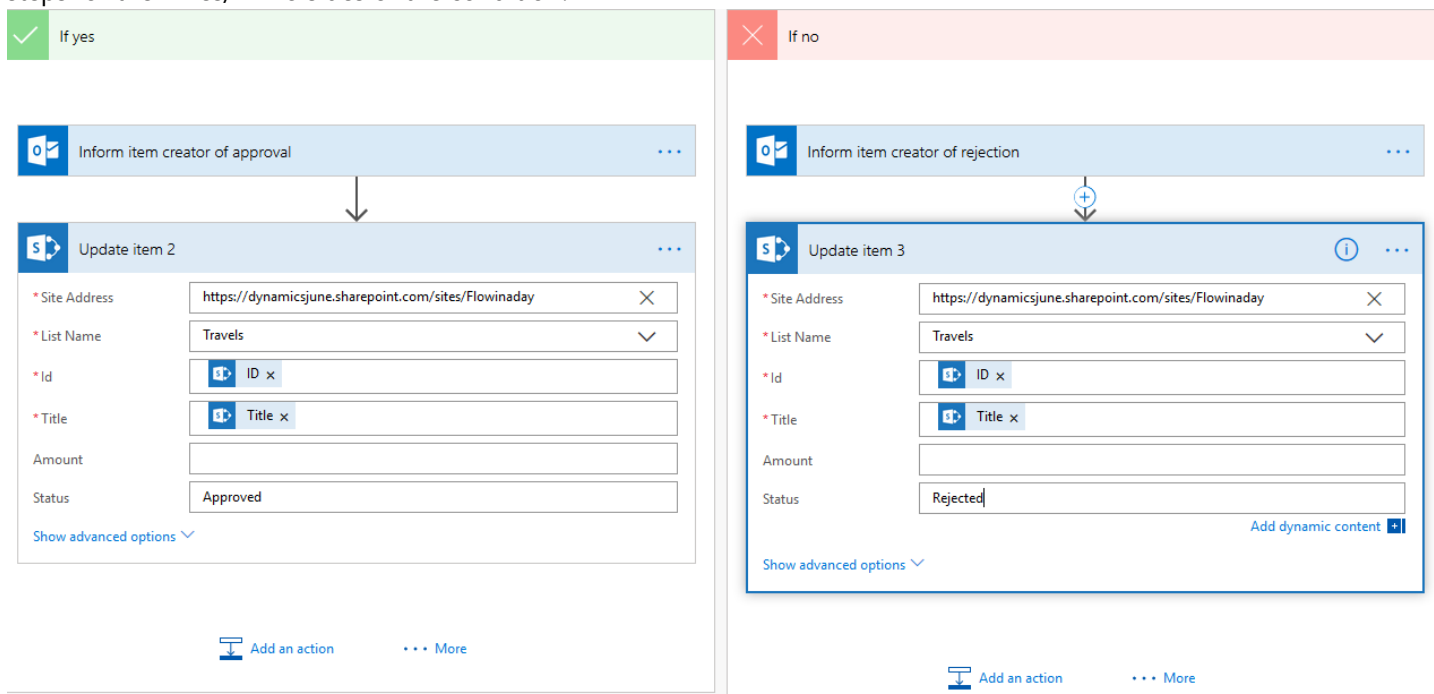 If yes
Inform item creator of approval
Update item 2
* Site Address https://dynamicsjune.sharepoint.com/sites/Flowinaday
* List Name Travels
* Id ID x
* Title Title x
Amount
Status Approved
Show advanced options
Add an action ... More
If no
Inform item creator of rejection
Update item 3
* Site Address https://dynamicsjune.sharepoint.com/sites/Flowinaday
* List Name Travels
* Id ID x
* Title Title x
Amount
Status Rejected
Add dynamic content
Show advanced options
Add an action ... More